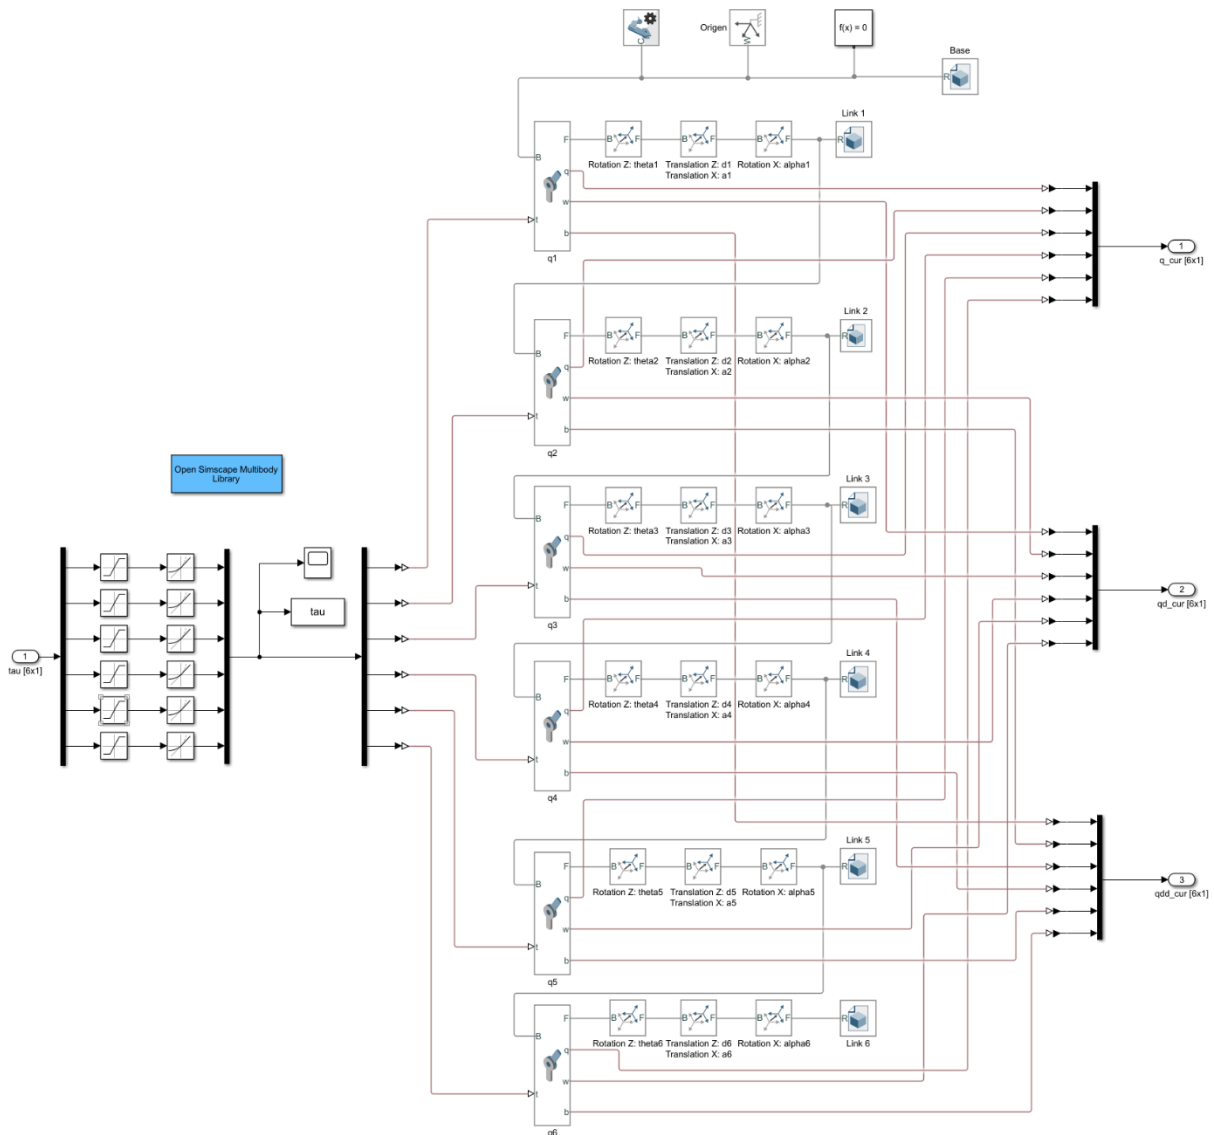 C
Origen
W
f(x) = 0
Base
R
Link 1
F
B F
B F
B F
R
B
Rotation Z: theta1
Translation Z: d1
Translation X: a1
Rotation X: alpha1
q
w
t
b
q1
1
q_cur [6x1]
Link 2
F
B F
B F
B F
R
B
Rotation Z: theta2
Translation Z: d2
Translation X: a2
Rotation X: alpha2
q
w
t
b
q2
Open Simscape Multibody
Library
Link 3
F
B F
B F
B F
R
B
Rotation Z: theta3
Translation Z: d3
Translation X: a3
Rotation X: alpha3
q
w
t
b
q3
tau
2
qd_cur [6x1]
1
tau [6x1]
Link 4
F
B F
B F
B F
R
B
Rotation Z: theta4
Translation Z: d4
Translation X: a4
Rotation X: alpha4
q
w
t
b
q4
Link 5
F
B F
B F
B F
R
B
Rotation Z: theta5
Translation Z: d5
Translation X: a5
Rotation X: alpha5
q
w
t
b
q5
3
qdd_cur [6x1]
F
B F
B F
B F
R
B
Rotation Z: theta6
Translation Z: d6
Translation X: a6
Rotation X: alpha6
Link 6
q
w
t
b
q6